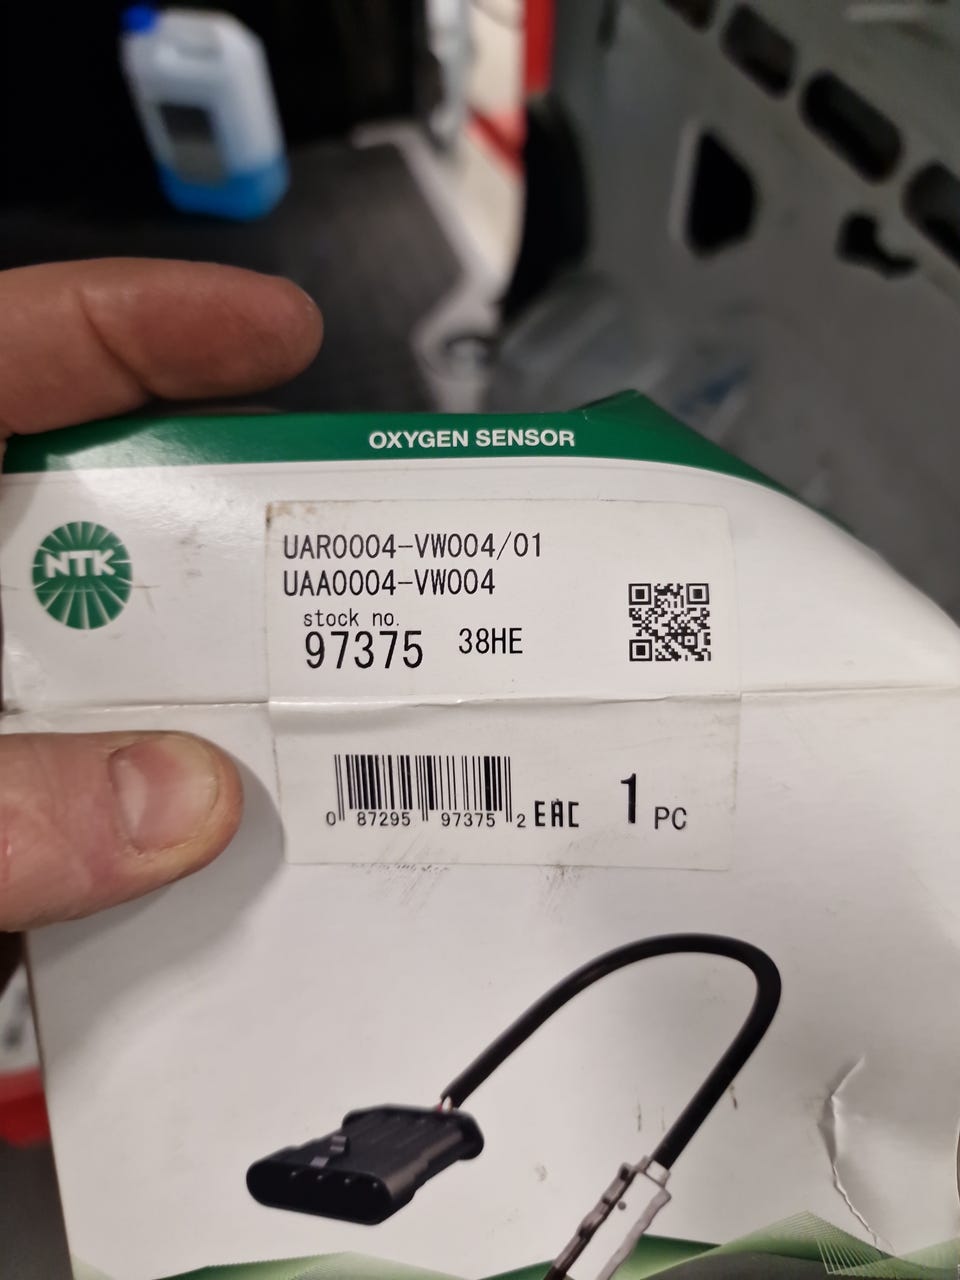 OXYGEN SENSOR
NTK
UAR0004-VW004/01
UAA0004-VW004
stock no.
97375 38HE
0 87295 97375 2 EAC 1 PC